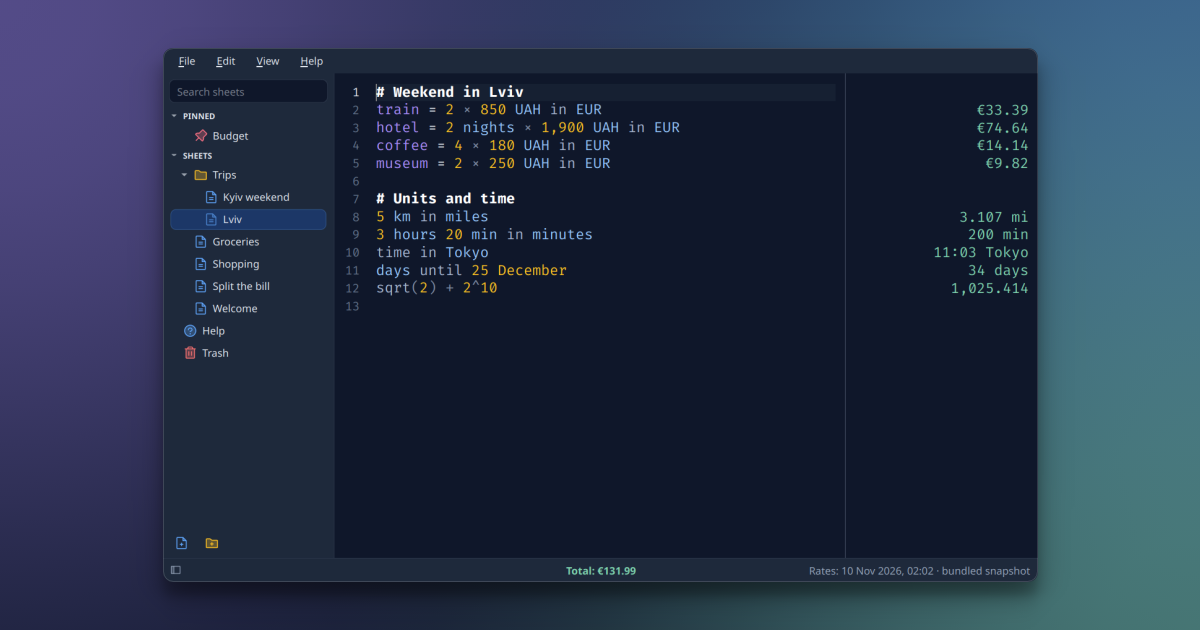 File Edit View Help
Search sheets
PINNED
Budget
SHEETS
Trips
Kyiv weekend
Lviv
Groceries
Shopping
Split the bill
Welcome
Help
Trash
1 # Weekend in Lviv
2 train = 2 × 850 UAH in EUR €33.39
3 hotel = 2 nights × 1,900 UAH in EUR €74.64
4 coffee = 4 × 180 UAH in EUR €14.14
5 museum = 2 × 250 UAH in EUR €9.82
6
7 # Units and time
8 5 km in miles 3.107 mi
9 3 hours 20 min in minutes 200 min
10 time in Tokyo 11:03 Tokyo
11 days until 25 December 34 days
12 sqrt(2) + 2^10 1,025.414
13
Total: €131.99
Rates: 10 Nov 2026, 02:02 · bundled snapshot